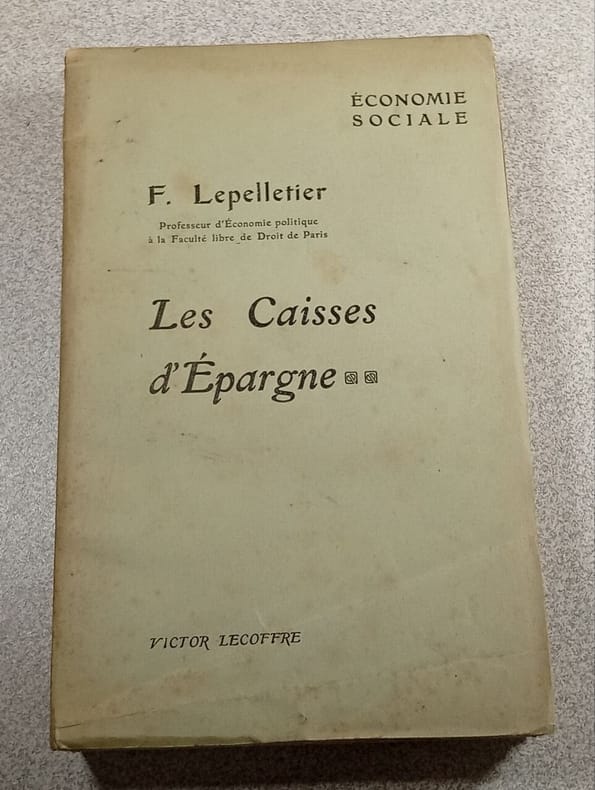 ÉCONOMIE
SOCIALE
F. Lepelletier
Professeur d'Économie politique
à la Faculté libre de Droit de Paris
Les Caisses
d'Épargne
VICTOR LECOFFRE